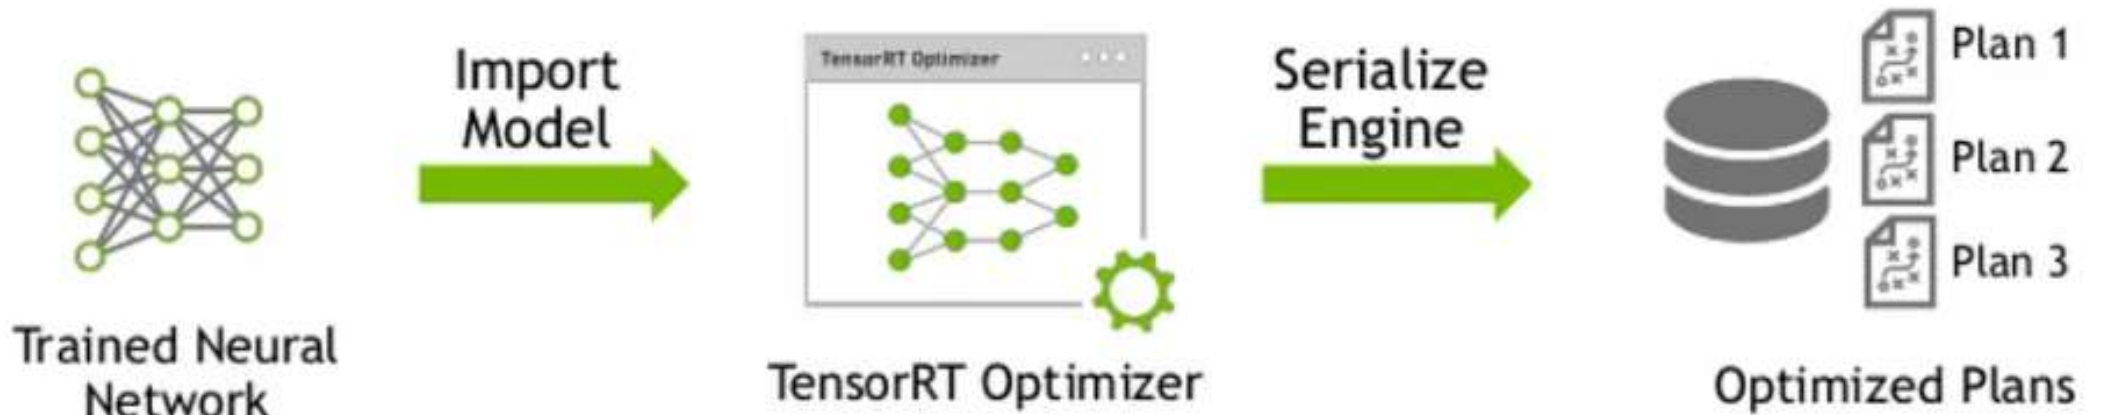 Import
Model
TensorRT Optimizer
Serialize
Engine
Plan 1
Plan 2
Plan 3
Trained Neural
Network
TensorRT Optimizer
Optimized Plans